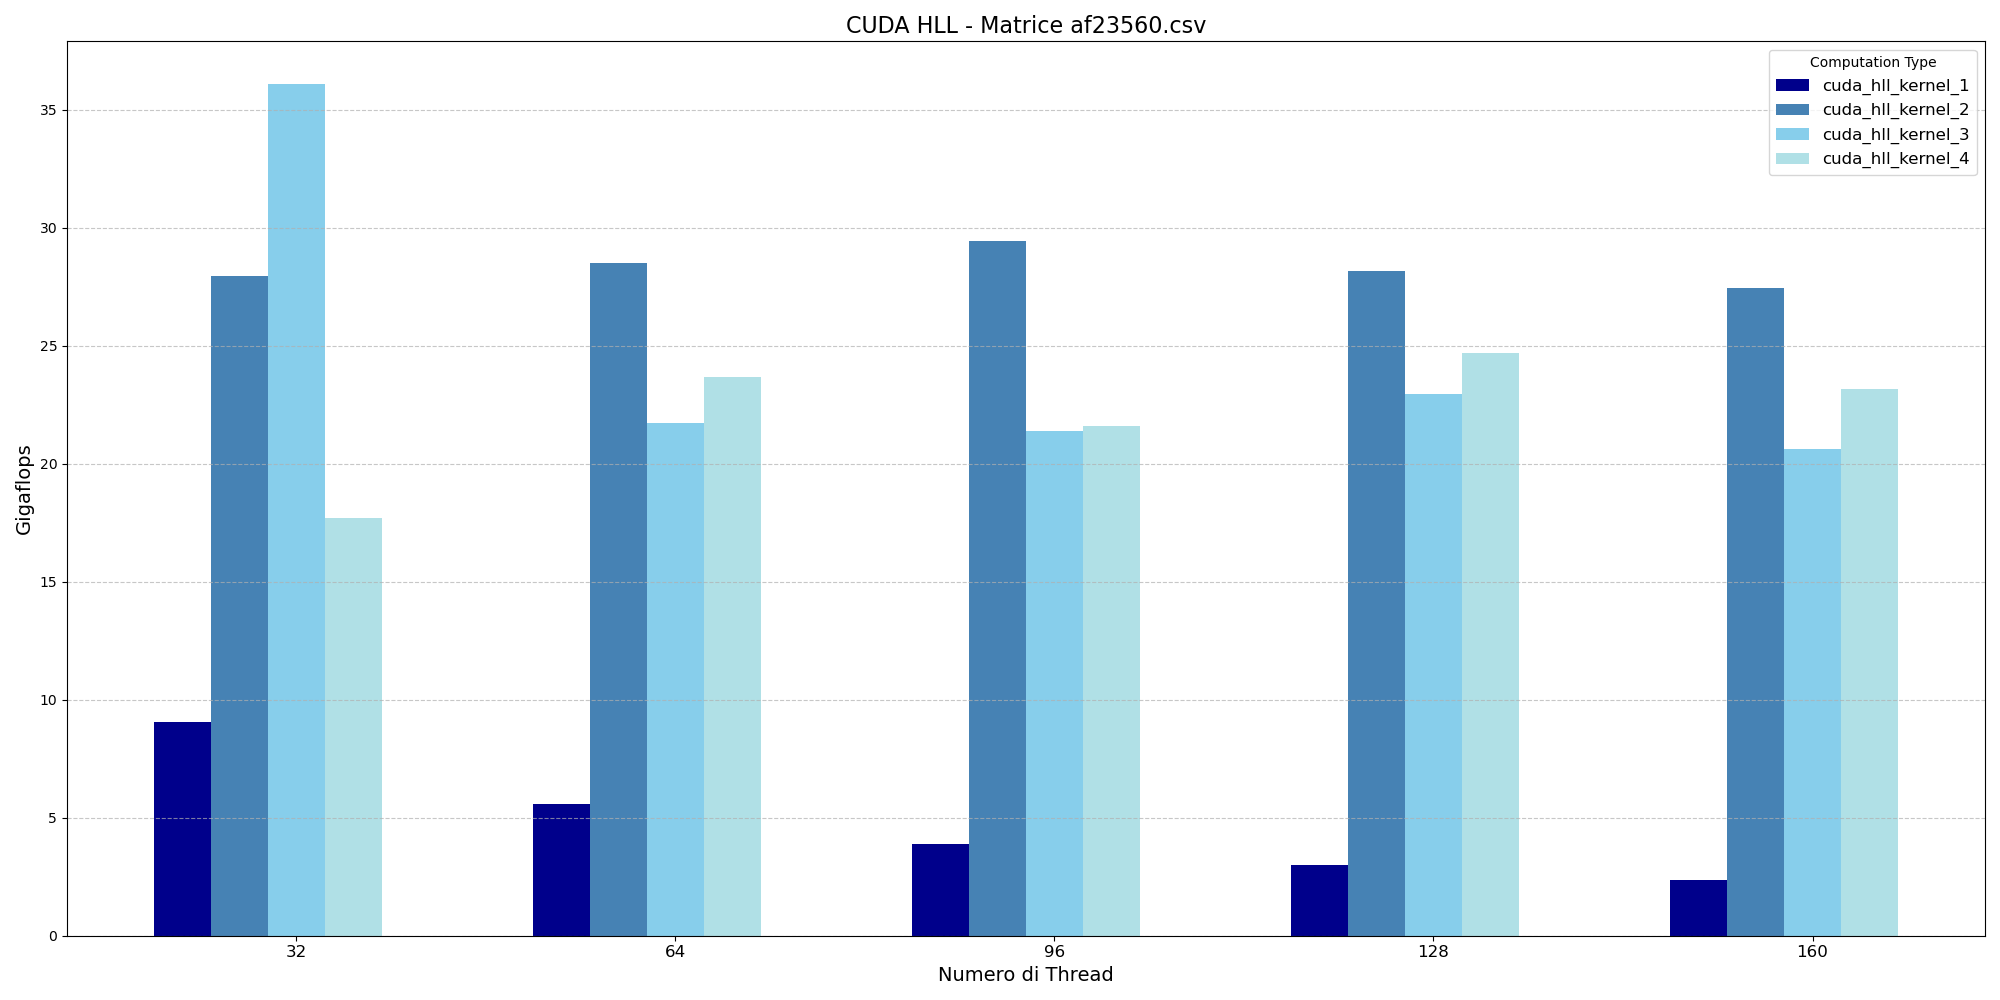 CUDA HLL - Matrice af23560.csv
Computation Type
cuda_hll_kernel_1
cuda_hll_kernel_2
cuda_hll_kernel_3
cuda_hll_kernel_4
Gigaflops
35
30
25
20
15
10
5
0
32 64 96 128 160
Numero di Thread